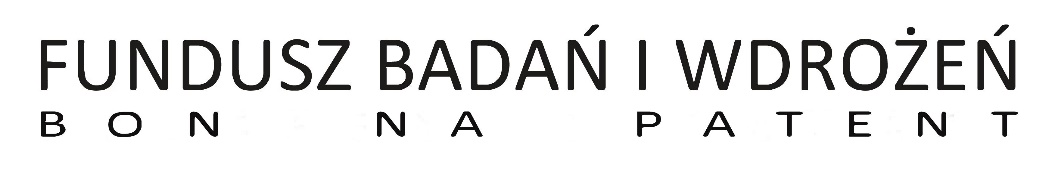 FUNDUSZ BADAŃ I WDROŻEŃ
BON NA PATENT